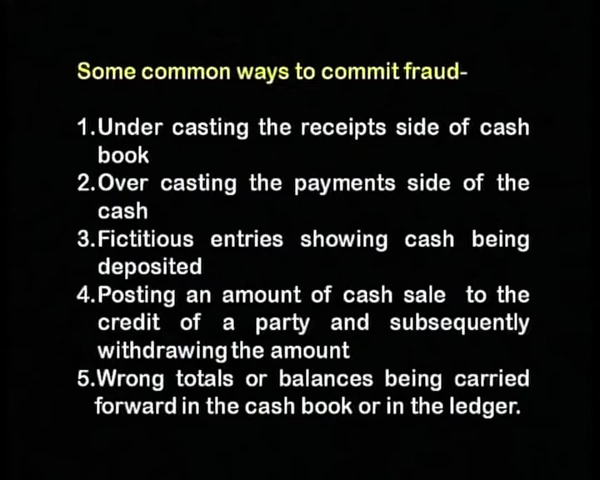 Some common ways to commit fraud-
1.Under casting the receipts side of cash
book
2.Over casting the payments side of the
cash
3.Fictitious entries showing cash being
deposited
4.Posting an amount of cash sale to the
credit of a party and subsequently
withdrawing the amount
5.Wrong totals or balances being carried
forward in the cash book or in the ledger.